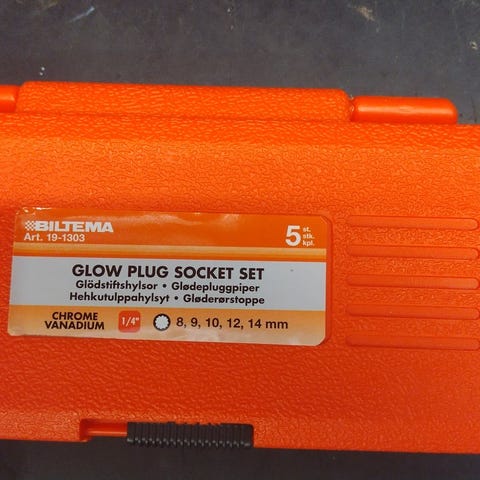 BILTEMA
Art. 19-1303
5 st. stk. kpl.
GLOW PLUG SOCKET SET
Glödstiftshylsor • Glødepluggpiper
Hehkutulppahylsyt • Gløderørstoppe
CHROME VANADIUM 1/4" 8, 9, 10, 12, 14 mm